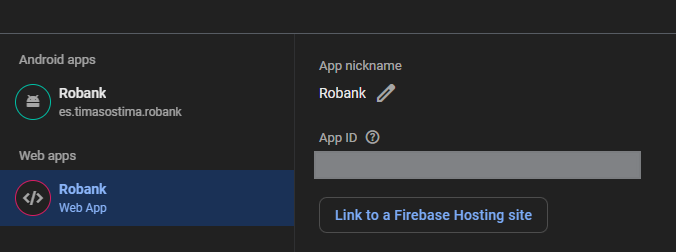 Android apps
Robank
es.timasostima.robank
Web apps
Robank
Web App
App nickname
Robank
App ID
Link to a Firebase Hosting site